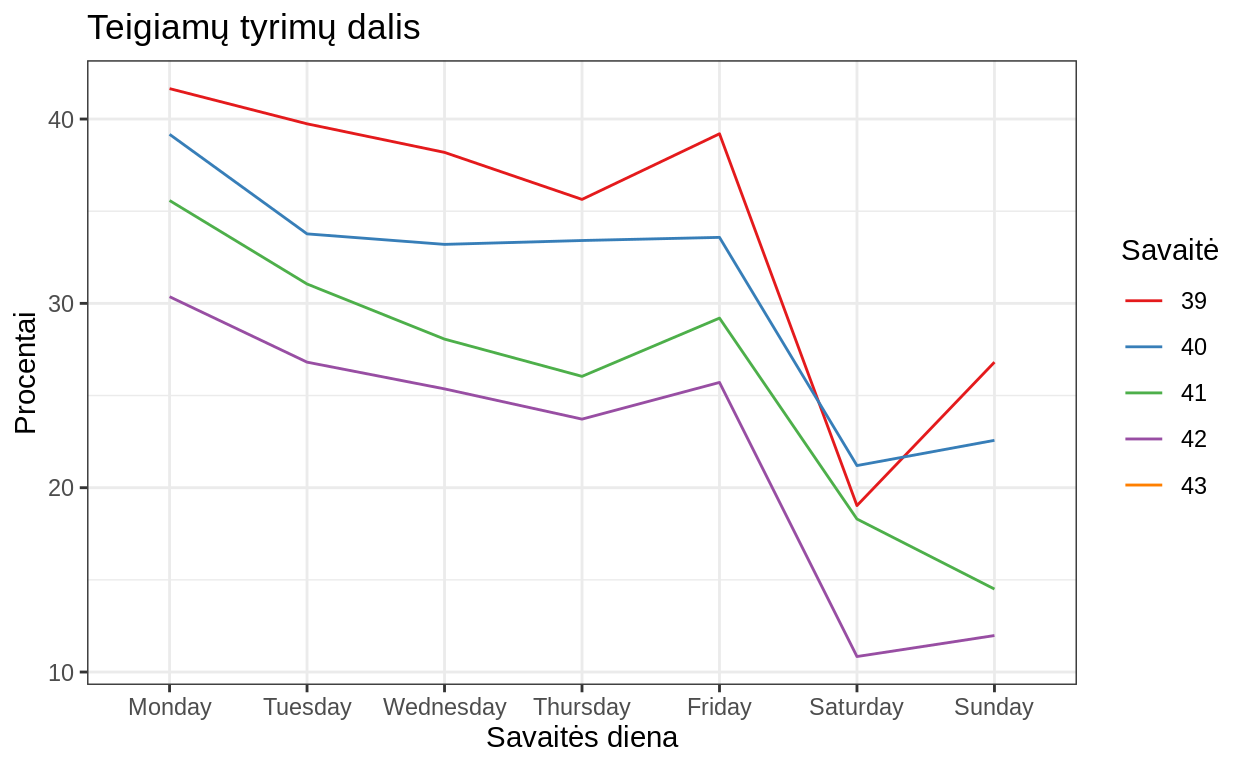 Teigiamų tyrimų dalis
Procentai
40
30
20
10
Monday Tuesday Wednesday Thursday Friday Saturday Sunday
Savaitės diena
Savaitė
39
40
41
42
43